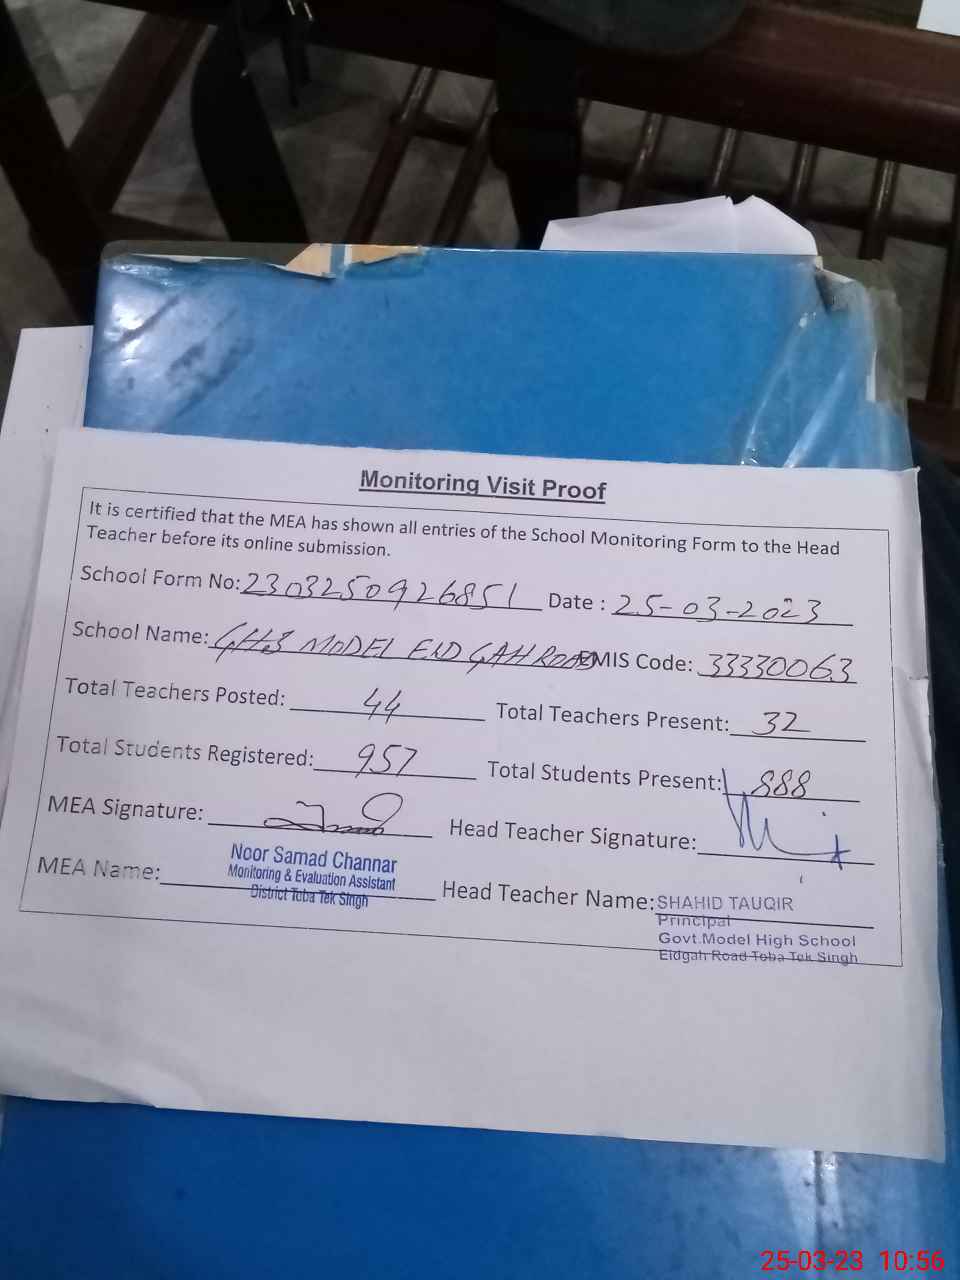 Monitoring Visit Proof
It is certified that the MEA has shown all entries of the School Monitoring Form to the Head
Teacher before its online submission.
School Form No: 2303250926851 Date : 25-03-2023
School Name: GHS MODEL EID GAH ROAD EMIS Code: 33330063
Total Teachers Posted: 44 Total Teachers Present: 32
Total Students Registered: 957 Total Students Present: 888
MEA Signature: Head Teacher Signature:
MEA Name: Noor Samad Channar
Monitoring & Evaluation Assistant
District Toba Tek Singh
Head Teacher Name: SHAHID TAUQIR
Principal
Govt.Model High School
Eidgah Road Toba Tek Singh
25-03-23 10:56